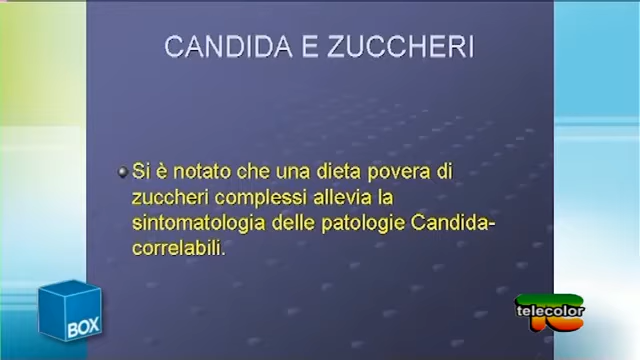 CANDIDA E ZUCCHERI
Si è notato che una dieta povera di
zuccheri complessi allevia la
sintomatologia delle patologie Candida-
correlabili.
BOX
telecolor